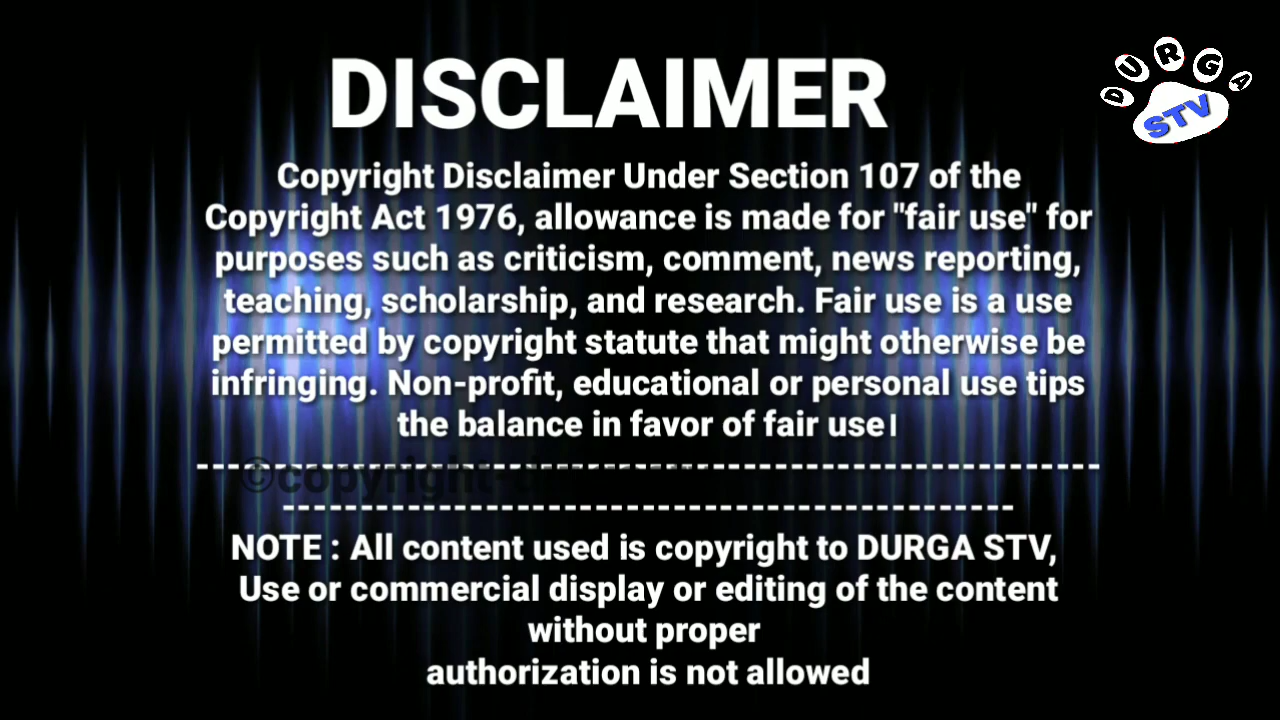 DISCLAIMER
DURGA
STV
Copyright Disclaimer Under Section 107 of the
Copyright Act 1976, allowance is made for "fair use" for
purposes such as criticism, comment, news reporting,
teaching, scholarship, and research. Fair use is a use
permitted by copyright statute that might otherwise be
infringing. Non-profit, educational or personal use tips
the balance in favor of fair use।
-----------------------------------------------------------
©copyright-
------------------------------------------------
NOTE : All content used is copyright to DURGA STV,
Use or commercial display or editing of the content
without proper
authorization is not allowed